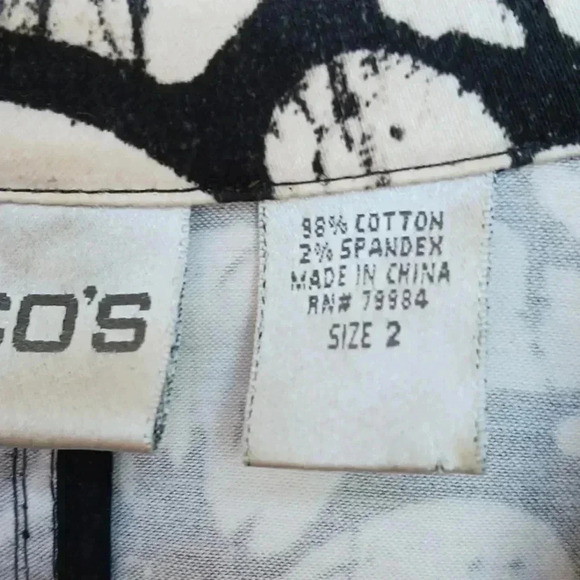 CO'S
98% COTTON
2% SPANDEX
MADE IN CHINA
RN# 79984
SIZE 2